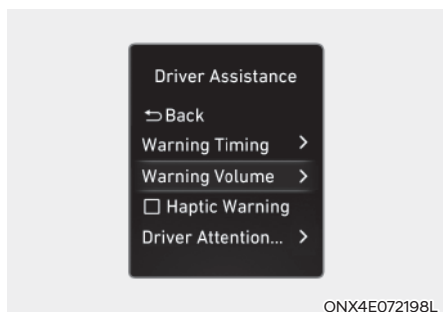 Driver Assistance
Back
Warning Timing >
Warning Volume >
Haptic Warning
Driver Attention... >
ONX4E072198L